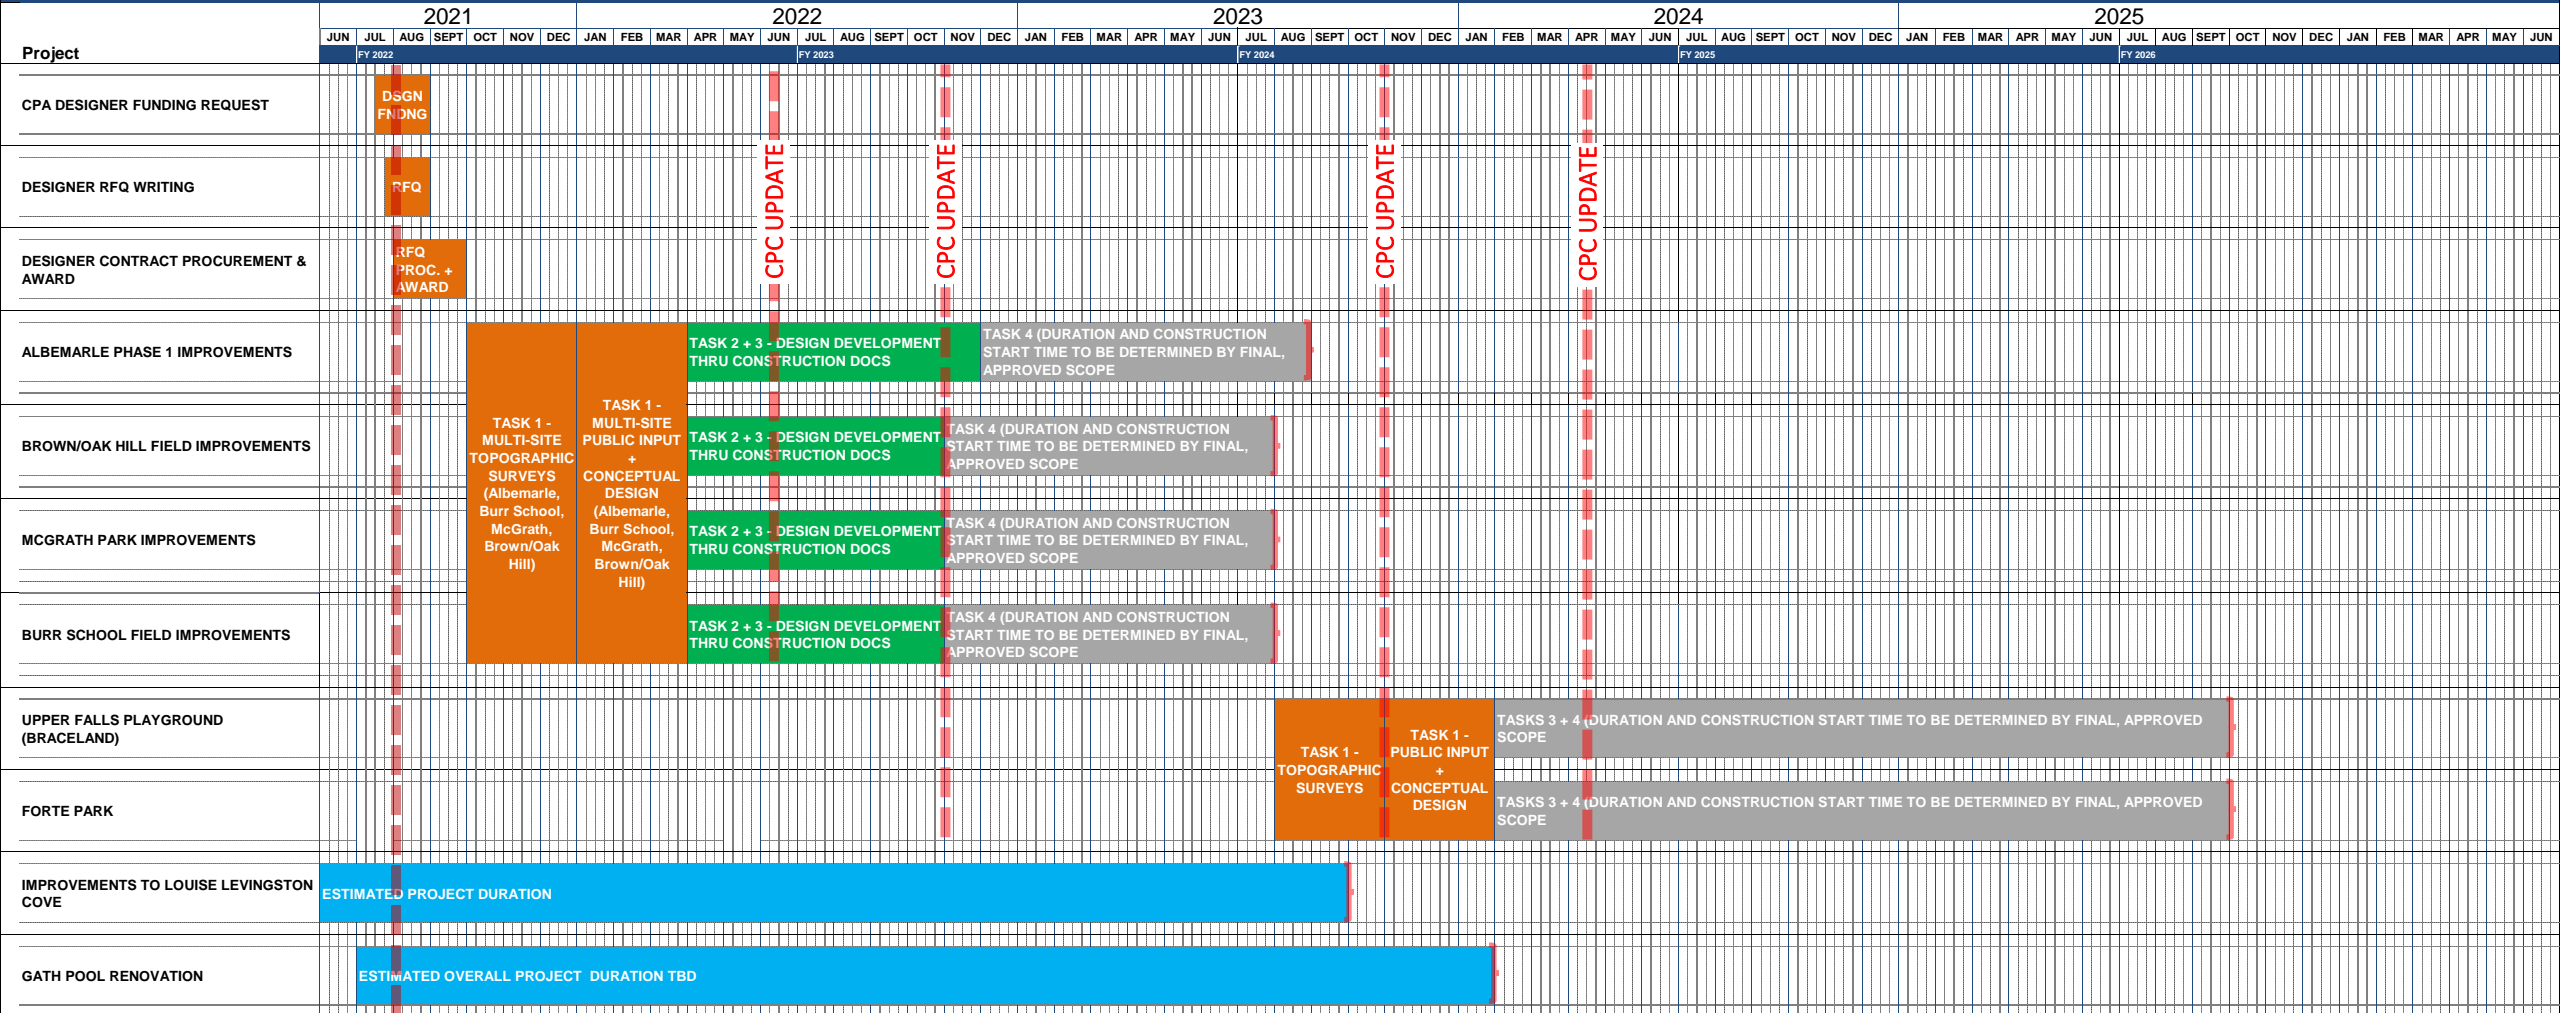 2021 2022 2023 2024 2025
JUN JUL AUG SEPT OCT NOV DEC JAN FEB MAR APR MAY JUN JUL AUG SEPT OCT NOV DEC JAN FEB MAR APR MAY JUN JUL AUG SEPT OCT NOV DEC JAN FEB MAR APR MAY JUN JUL AUG SEPT OCT NOV DEC JAN FEB MAR APR MAY JUN JUL AUG SEPT OCT NOV DEC JAN FEB MAR APR MAY JUN
Project
FY 2022 FY 2023 FY 2024 FY 2025 FY 2026
CPA DESIGNER FUNDING REQUEST
DSGN
FNDNG
DESIGNER RFQ WRITING
RFQ
CPC UPDATE
CPC UPDATE
CPC UPDATE
CPC UPDATE
DESIGNER CONTRACT PROCUREMENT &
AWARD
RFQ
PROC. +
AWARD
ALBEMARLE PHASE 1 IMPROVEMENTS
TASK 2 + 3 - DESIGN DEVELOPMENT
THRU CONSTRUCTION DOCS
TASK 4 (DURATION AND CONSTRUCTION
START TIME TO BE DETERMINED BY FINAL,
APPROVED SCOPE
TASK 1 -
MULTI-SITE
TOPOGRAPHIC
SURVEYS
(Albemarle,
Burr School,
McGrath,
Brown/Oak
Hill)
TASK 1 -
MULTI-SITE
PUBLIC INPUT
+
CONCEPTUAL
DESIGN
(Albemarle,
Burr School,
McGrath,
Brown/Oak
Hill)
BROWN/OAK HILL FIELD IMPROVEMENTS
TASK 2 + 3 - DESIGN DEVELOPMENT
THRU CONSTRUCTION DOCS
TASK 4 (DURATION AND CONSTRUCTION
START TIME TO BE DETERMINED BY FINAL,
APPROVED SCOPE
MCGRATH PARK IMPROVEMENTS
TASK 2 + 3 - DESIGN DEVELOPMENT
THRU CONSTRUCTION DOCS
TASK 4 (DURATION AND CONSTRUCTION
START TIME TO BE DETERMINED BY FINAL,
APPROVED SCOPE
BURR SCHOOL FIELD IMPROVEMENTS
TASK 2 + 3 - DESIGN DEVELOPMENT
THRU CONSTRUCTION DOCS
TASK 4 (DURATION AND CONSTRUCTION
START TIME TO BE DETERMINED BY FINAL,
APPROVED SCOPE
UPPER FALLS PLAYGROUND
(BRACELAND)
TASK 1 -
TOPOGRAPHIC
SURVEYS
TASK 1 -
PUBLIC INPUT
+
CONCEPTUAL
DESIGN
TASKS 3 + 4 (DURATION AND CONSTRUCTION START TIME TO BE DETERMINED BY FINAL, APPROVED
SCOPE
FORTE PARK
TASKS 3 + 4 (DURATION AND CONSTRUCTION START TIME TO BE DETERMINED BY FINAL, APPROVED
SCOPE
IMPROVEMENTS TO LOUISE LEVINGSTON
COVE
ESTIMATED PROJECT DURATION
GATH POOL RENOVATION
ESTIMATED OVERALL PROJECT  DURATION TBD